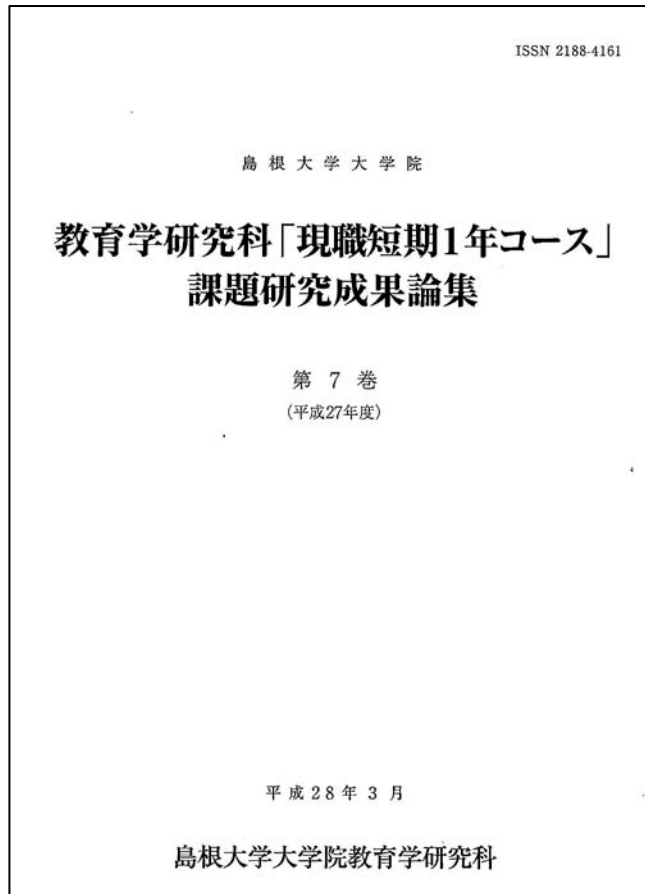 ISSN 2188-4161
島根大学大学院
教育学研究科「現職短期1年コース」
課題研究成果論集
第7巻
(平成27年度)
平成28年3月
島根大学大学院教育学研究科